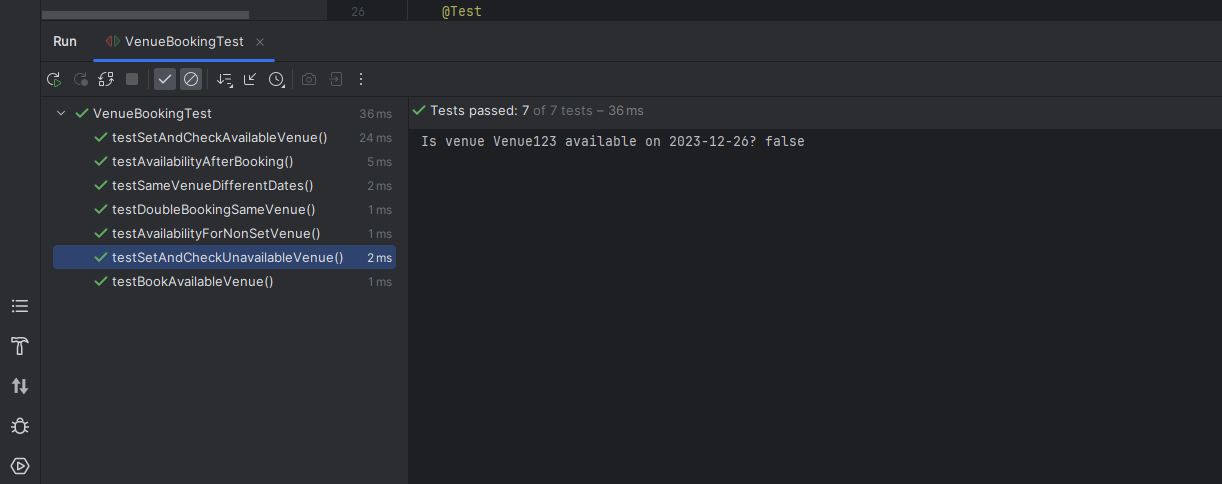 26 @Test
Run VenueBookingTest
VenueBookingTest 36 ms
testSetAndCheckAvailableVenue() 24 ms
testAvailabilityAfterBooking() 5 ms
testSameVenueDifferentDates() 2 ms
testDoubleBookingSameVenue() 1 ms
testAvailabilityForNonSetVenue() 1 ms
testSetAndCheckUnavailableVenue() 2 ms
testBookAvailableVenue() 1 ms
Tests passed: 7 of 7 tests – 36 ms
Is venue Venue123 available on 2023-12-26? false